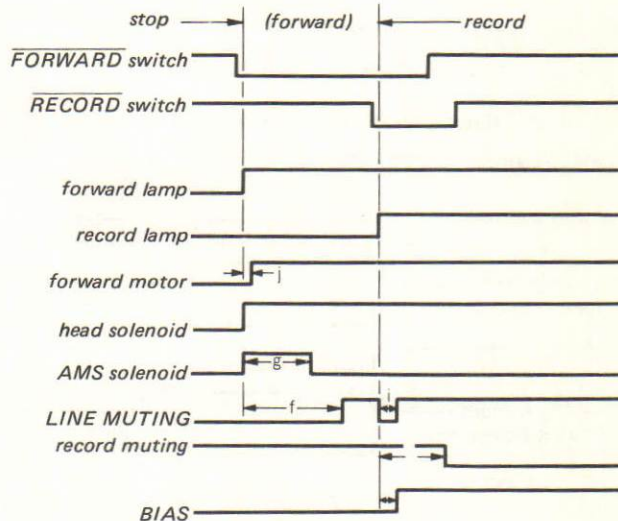 stop (forward) record
FORWARD switch
RECORD switch
forward lamp
record lamp
forward motor j
head solenoid
AMS solenoid g
LINE MUTING f i
record muting
BIAS